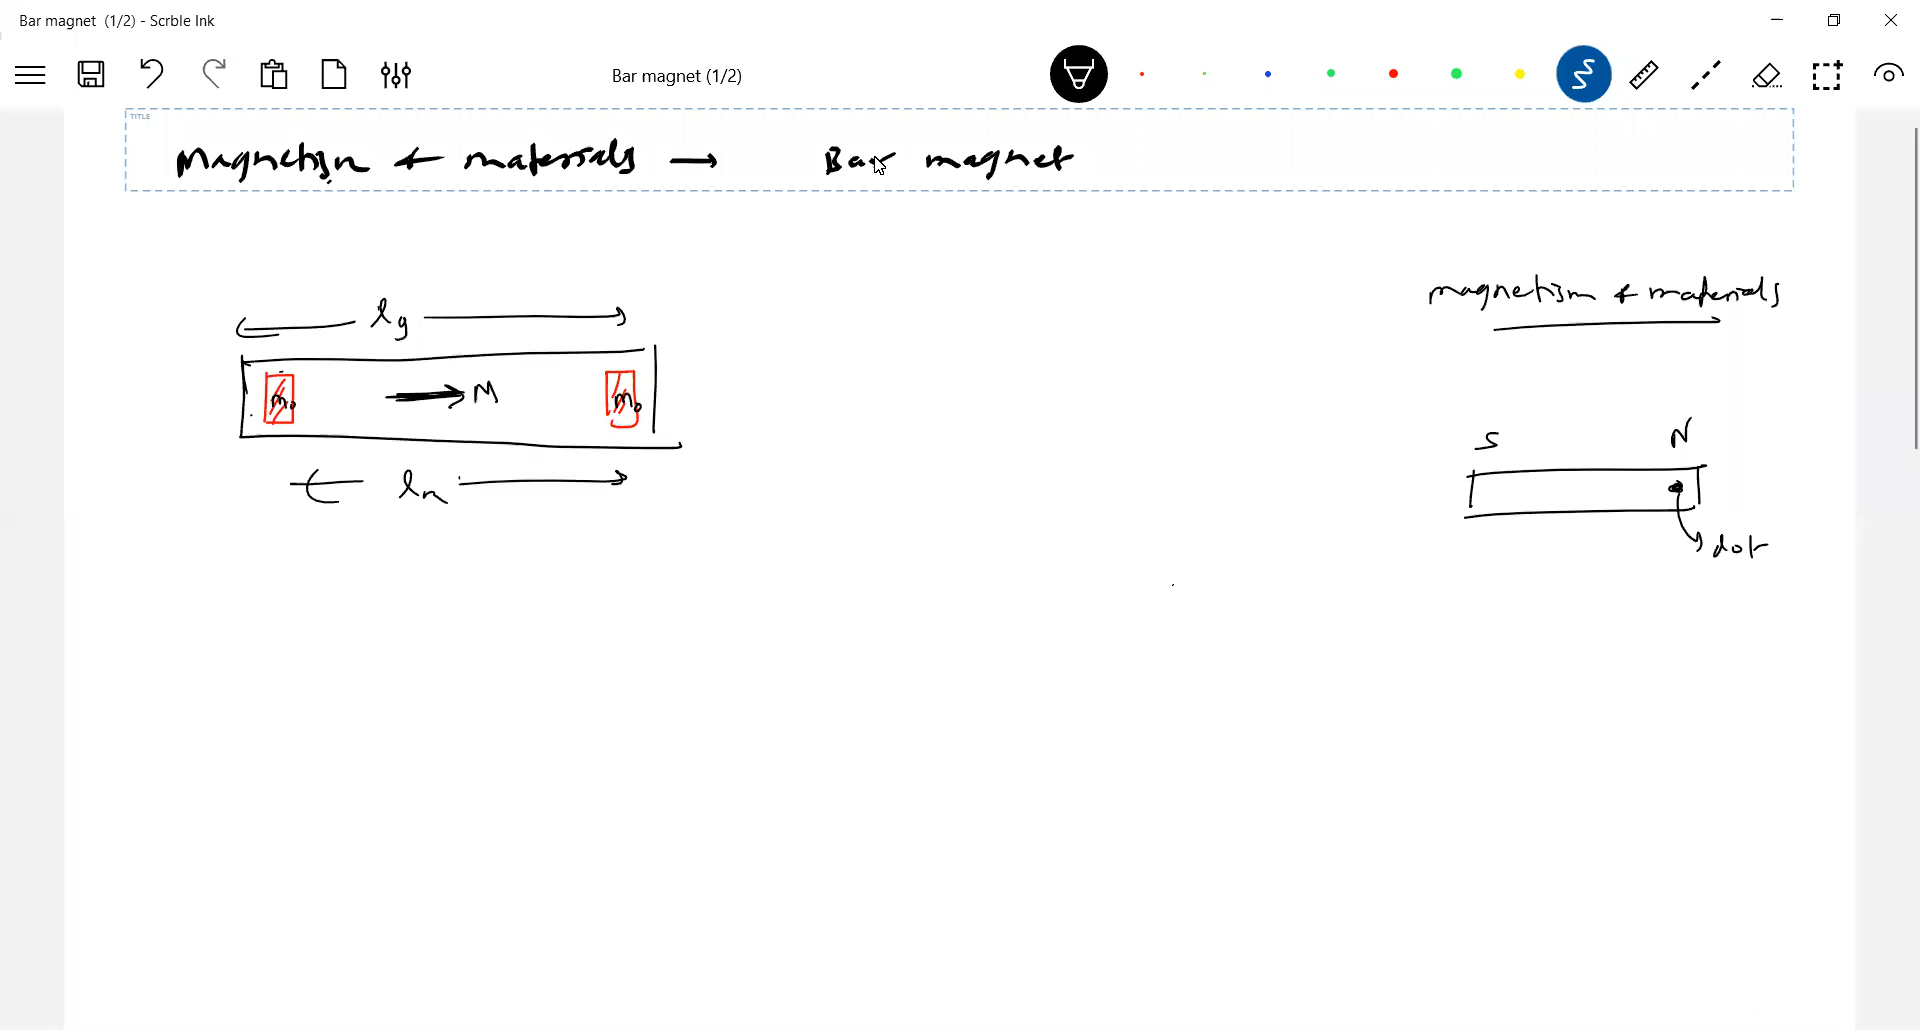 Bar magnet (1/2) - Scrble Ink
Bar magnet (1/2)
TITLE
Magnetism & materials → Bar magnet
magnetism & materials
lg
m0 → M m0
lm
S N
dot